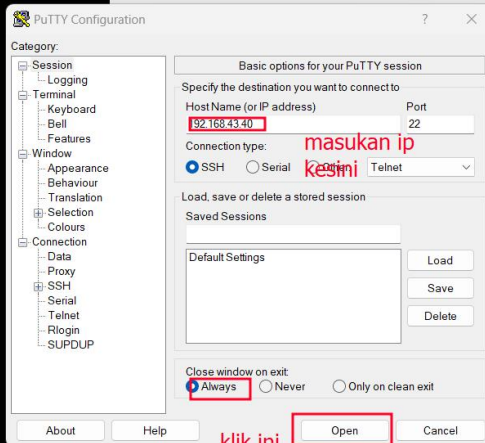 PuTTY Configuration
?
Category:
Session
Logging
Terminal
Keyboard
Bell
Features
Window
Appearance
Behaviour
Translation
Selection
Colours
Connection
Data
Proxy
SSH
Serial
Telnet
Rlogin
SUPDUP
Basic options for your PuTTY session
Specify the destination you want to connect to
Host Name (or IP address) Port
192.168.43.40 22
masukan ip
kesini
Connection type:
SSH Serial Other: Telnet
Load, save or delete a stored session
Saved Sessions
Default Settings
Load
Save
Delete
Close window on exit:
Always Never Only on clean exit
klik ini
About Help Open Cancel